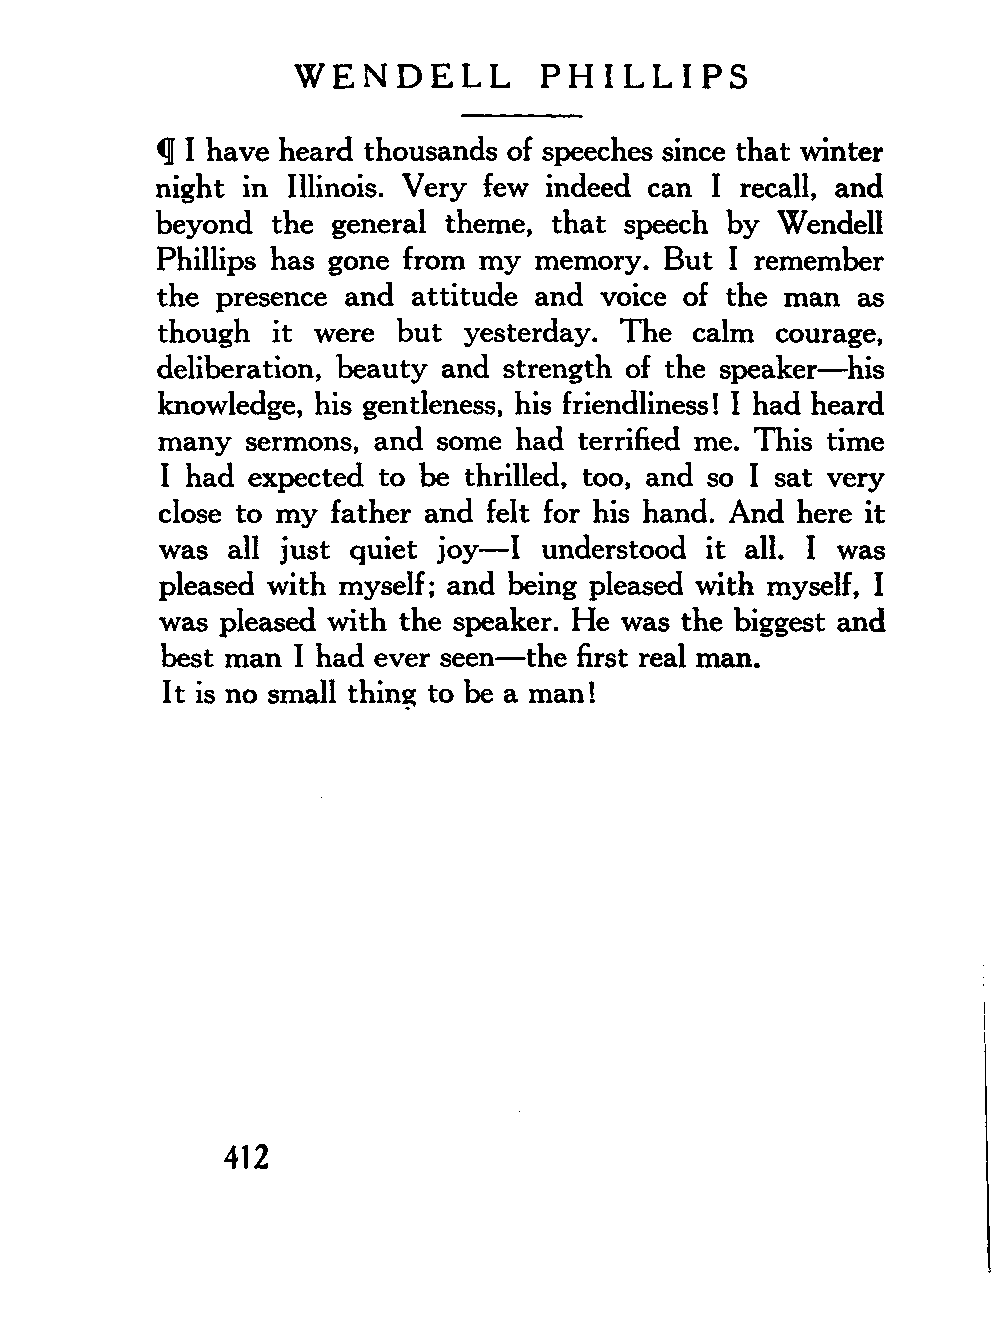 WENDELL PHILLIPS
¶ I have heard thousands of speeches since that winter
night in Illinois. Very few indeed can I recall, and
beyond the general theme, that speech by Wendell
Phillips has gone from my memory. But I remember
the presence and attitude and voice of the man as
though it were but yesterday. The calm courage,
deliberation, beauty and strength of the speaker—his
knowledge, his gentleness, his friendliness! I had heard
many sermons, and some had terrified me. This time
I had expected to be thrilled, too, and so I sat very
close to my father and felt for his hand. And here it
was all just quiet joy—I understood it all. I was
pleased with myself; and being pleased with myself, I
was pleased with the speaker. He was the biggest and
best man I had ever seen—the first real man.
It is no small thing to be a man!
412